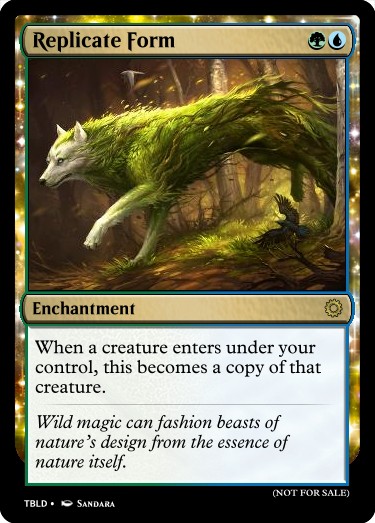 Replicate Form
Enchantment
When a creature enters under your
control, this becomes a copy of that
creature.
Wild magic can fashion beasts of
nature's design from the essence of
nature itself.
(NOT FOR SALE)
TBLD • Sandara